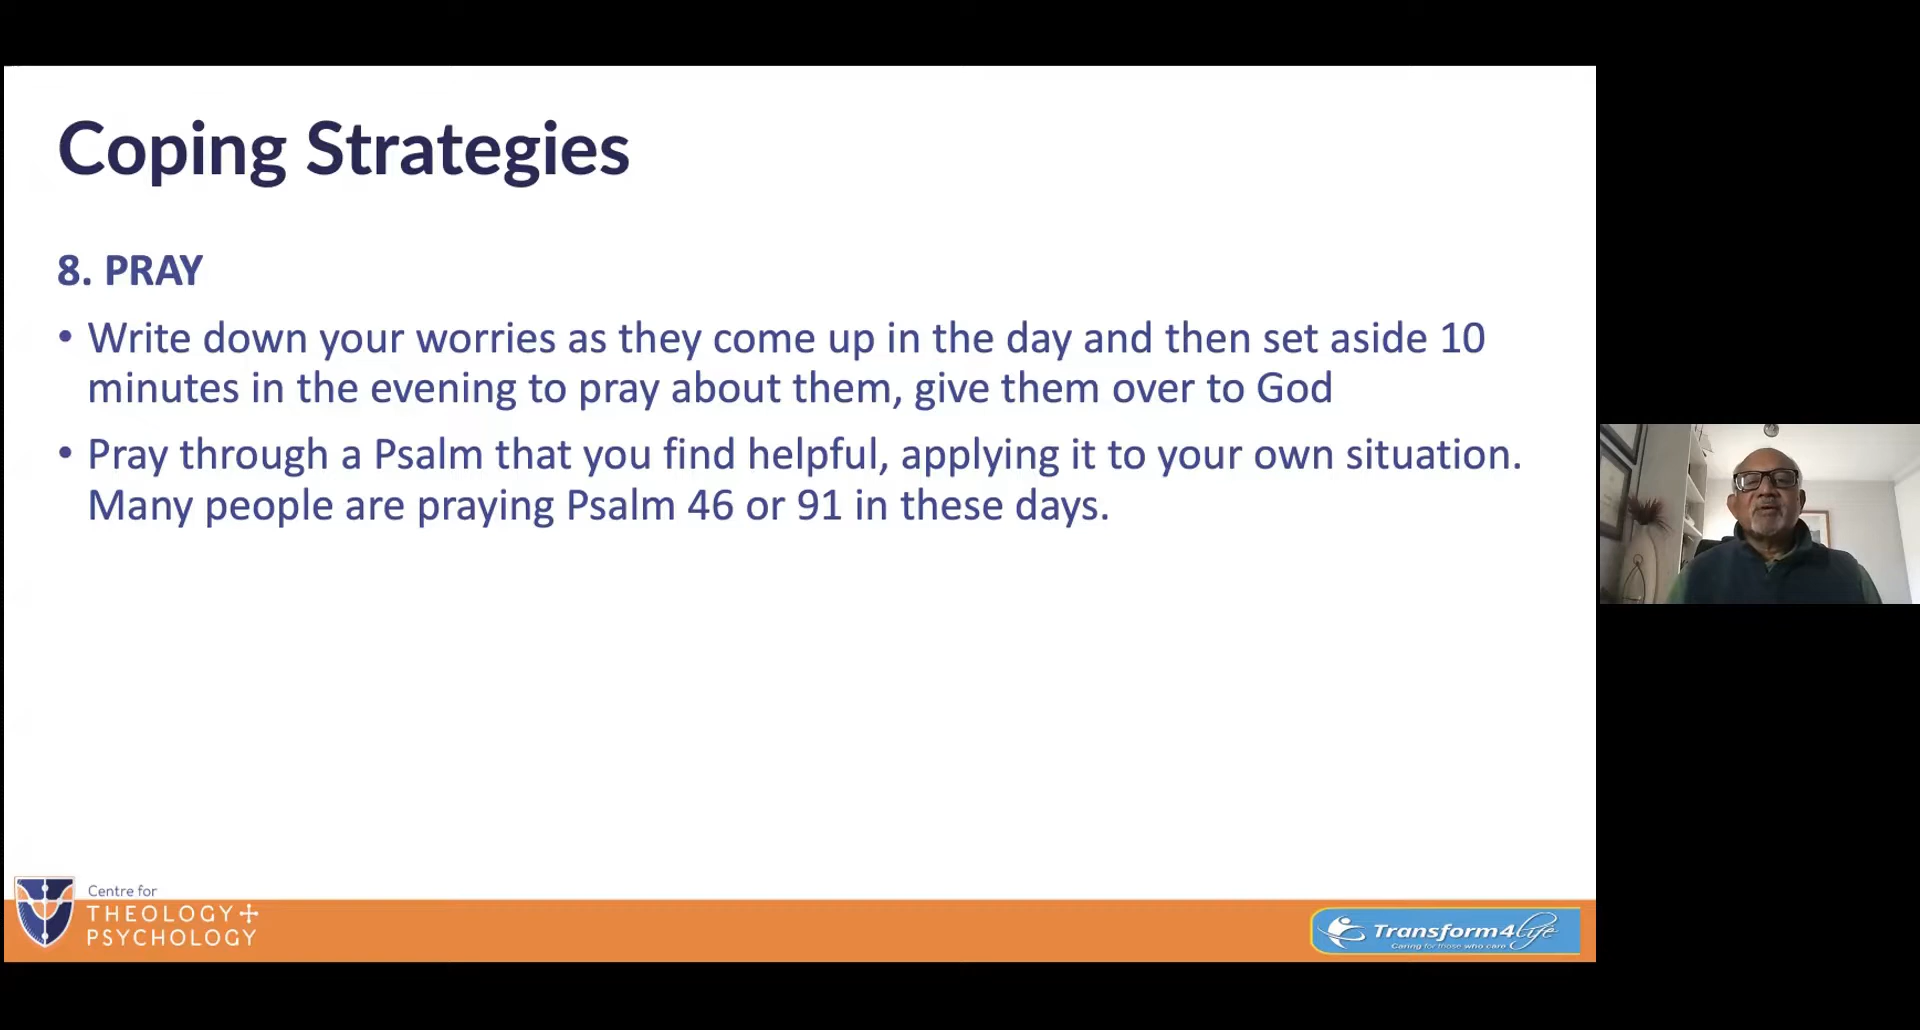 Coping Strategies
8. PRAY
• Write down your worries as they come up in the day and then set aside 10
minutes in the evening to pray about them, give them over to God
• Pray through a Psalm that you find helpful, applying it to your own situation.
Many people are praying Psalm 46 or 91 in these days.
Centre for
THEOLOGY+
PSYCHOLOGY
Transform4life
Caring for those who care